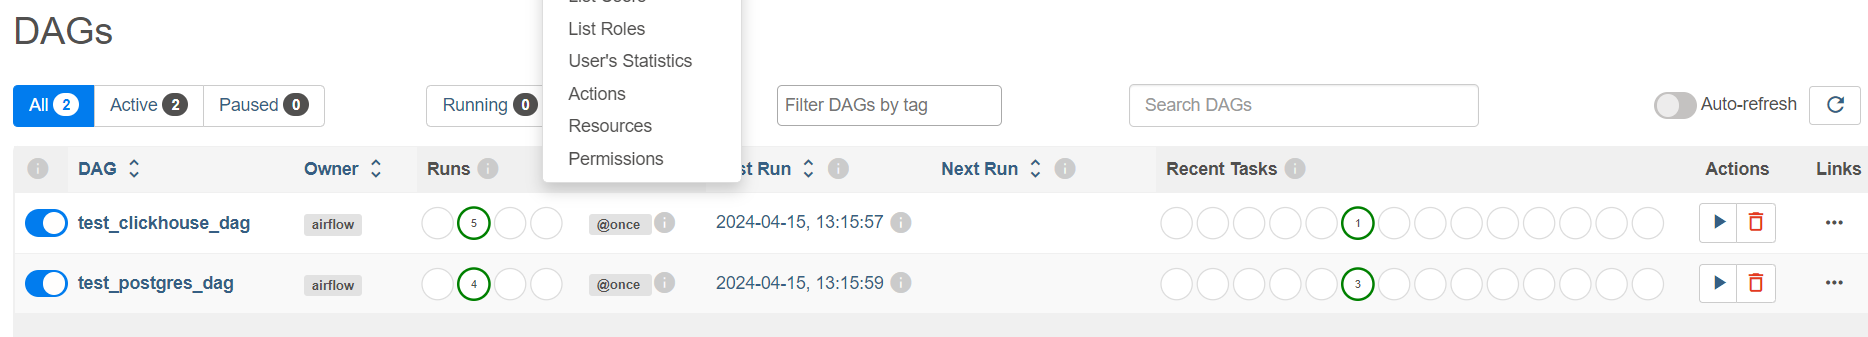 DAGs
List Users
List Roles
User's Statistics
Actions
Resources
Permissions
All 2 Active 2 Paused 0 Running 0 Filter DAGs by tag Search DAGs Auto-refresh
DAG Owner Runs st Run Next Run Recent Tasks Actions Links
test_clickhouse_dag airflow 5 @once 2024-04-15, 13:15:57 1
test_postgres_dag airflow 4 @once 2024-04-15, 13:15:59 3